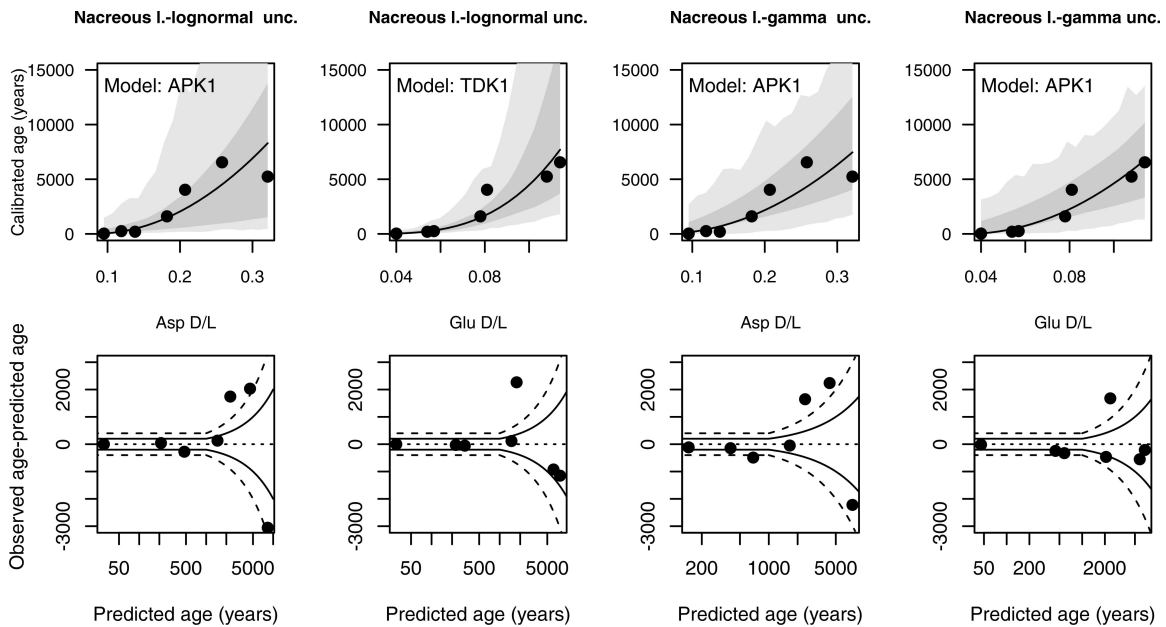 Nacreous l.-lognormal unc. Nacreous l.-lognormal unc. Nacreous l.-gamma unc. Nacreous l.-gamma unc.
Calibrated age (years)
15000 10000 5000 0
Model: APK1
0.1 0.2 0.3
Asp D/L
15000 10000 5000 0
Model: TDK1
0.04 0.08
Glu D/L
15000 10000 5000 0
Model: APK1
0.1 0.2 0.3
Asp D/L
15000 10000 5000 0
Model: APK1
0.04 0.08
Glu D/L
Observed age-predicted age
2000 0 -3000
50 500 5000
Predicted age (years)
2000 0 -3000
50 500 5000
Predicted age (years)
2000 0 -3000
200 1000 5000
Predicted age (years)
2000 0 -3000
50 200 2000
Predicted age (years)